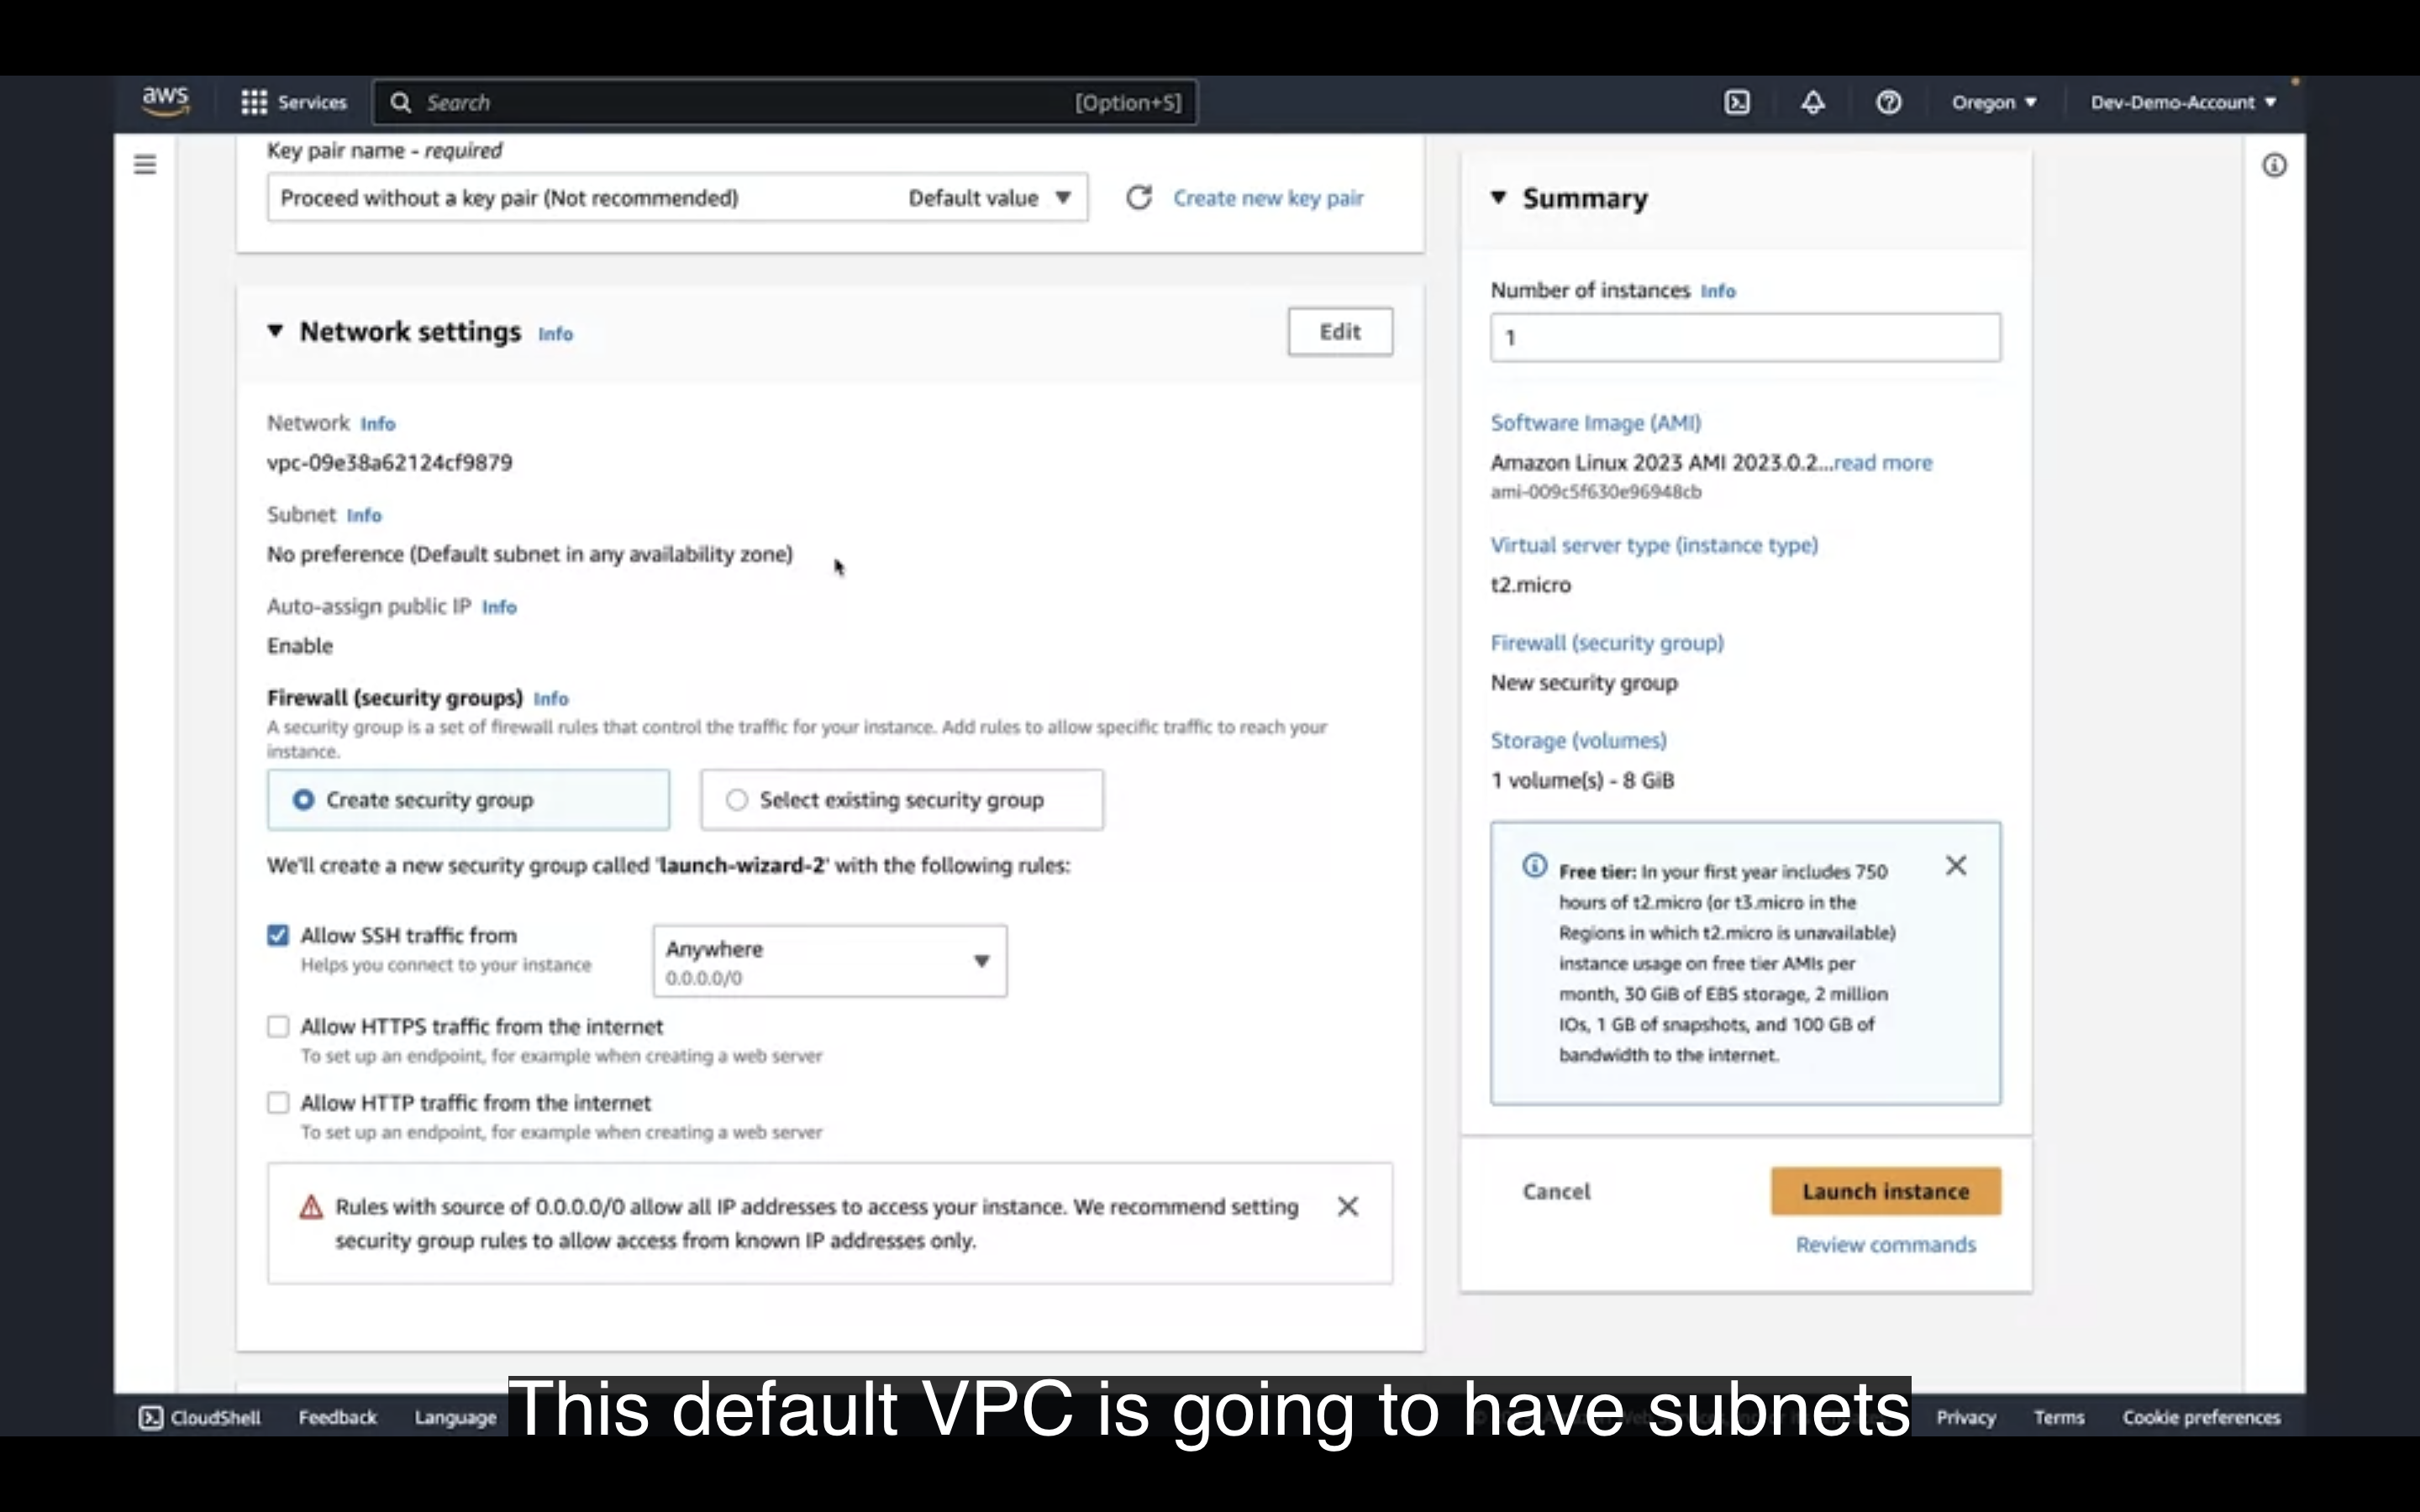 aws
Services
Search
[Option+S]
Oregon
Dev-Demo-Account
Key pair name - required
Proceed without a key pair (Not recommended)
Default value
Create new key pair
Network settings Info
Edit
Network Info
vpc-09e38a62124cf9879
Subnet Info
No preference (Default subnet in any availability zone)
Auto-assign public IP Info
Enable
Firewall (security groups) Info
A security group is a set of firewall rules that control the traffic for your instance. Add rules to allow specific traffic to reach your
instance.
Create security group
Select existing security group
We'll create a new security group called 'launch-wizard-2' with the following rules:
Allow SSH traffic from
Helps you connect to your instance
Anywhere
0.0.0.0/0
Allow HTTPS traffic from the internet
To set up an endpoint, for example when creating a web server
Allow HTTP traffic from the internet
To set up an endpoint, for example when creating a web server
Rules with source of 0.0.0.0/0 allow all IP addresses to access your instance. We recommend setting
security group rules to allow access from known IP addresses only.
Summary
Number of instances Info
1
Software Image (AMI)
Amazon Linux 2023 AMI 2023.0.2...read more
ami-009c5f630e96948cb
Virtual server type (instance type)
t2.micro
Firewall (security group)
New security group
Storage (volumes)
1 volume(s) - 8 GiB
Free tier: In your first year includes 750
hours of t2.micro (or t3.micro in the
Regions in which t2.micro is unavailable)
instance usage on free tier AMIs per
month, 30 GiB of EBS storage, 2 million
IOs, 1 GB of snapshots, and 100 GB of
bandwidth to the internet.
Cancel
Launch instance
Review commands
CloudShell
Feedback
Language
This default VPC is going to have subnets
Privacy
Terms
Cookie preferences